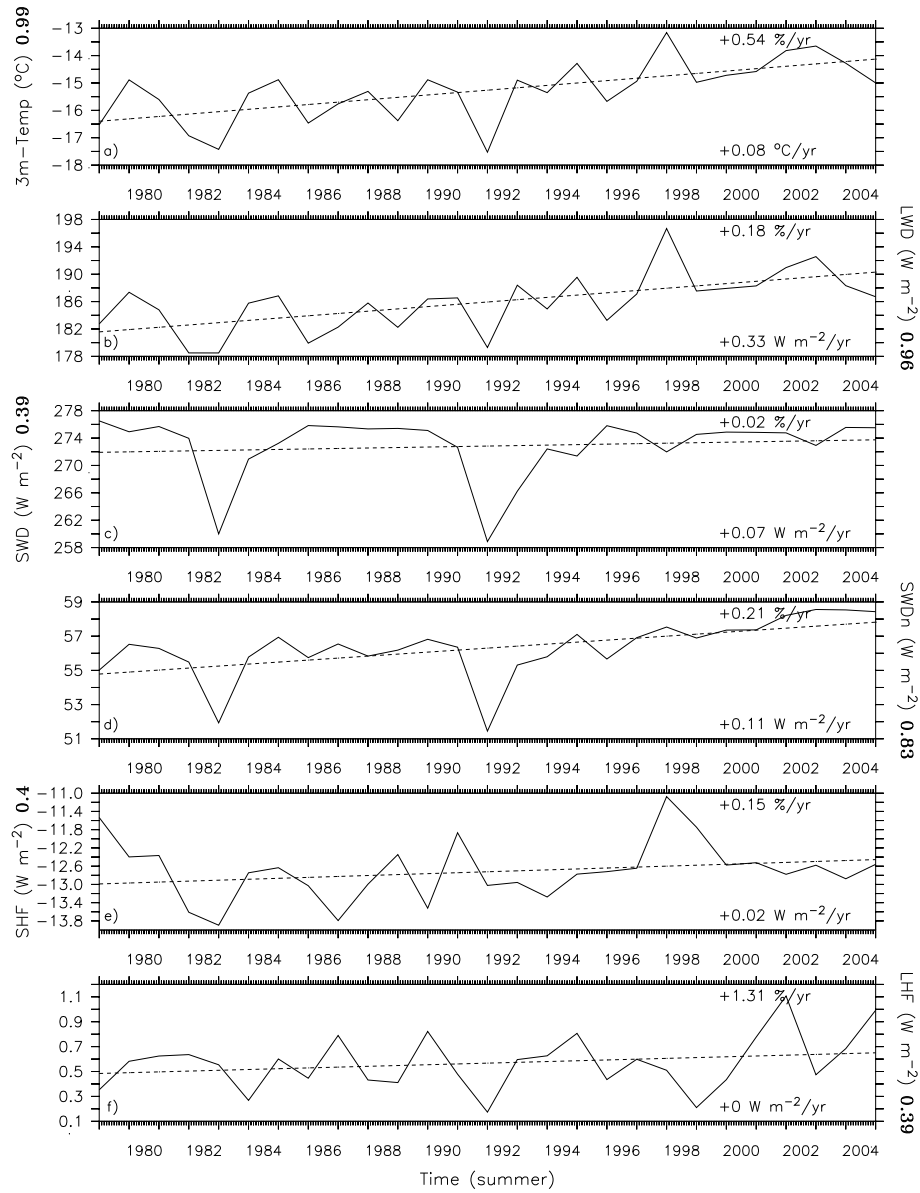 3m-Temp (°C) 0.99
-13
-14
-15
-16
-17
-18
+0.54 %/yr
a)
+0.08 °C/yr
1980 1982 1984 1986 1988 1990 1992 1994 1996 1998 2000 2002 2004
198
194
190
186
182
178
+0.18 %/yr
b)
+0.33 W m⁻²/yr
LWD (W m⁻²) 0.96
1980 1982 1984 1986 1988 1990 1992 1994 1996 1998 2000 2002 2004
SWD (W m⁻²) 0.39
278
274
270
266
262
258
+0.02 %/yr
c)
+0.07 W m⁻²/yr
1980 1982 1984 1986 1988 1990 1992 1994 1996 1998 2000 2002 2004
59
57
55
53
51
+0.21 %/yr
d)
+0.11 W m⁻²/yr
SWDn (W m⁻²) 0.83
1980 1982 1984 1986 1988 1990 1992 1994 1996 1998 2000 2002 2004
SHF (W m⁻²) 0.4
-11.0
-11.4
-11.8
-12.2
-12.6
-13.0
-13.4
-13.8
+0.15 %/yr
e)
+0.02 W m⁻²/yr
1980 1982 1984 1986 1988 1990 1992 1994 1996 1998 2000 2002 2004
1.1
0.9
0.7
0.5
0.3
0.1
+1.31 %/yr
f)
+0 W m⁻²/yr
LHF (W m⁻²) 0.39
1980 1982 1984 1986 1988 1990 1992 1994 1996 1998 2000 2002 2004
Time (summer)